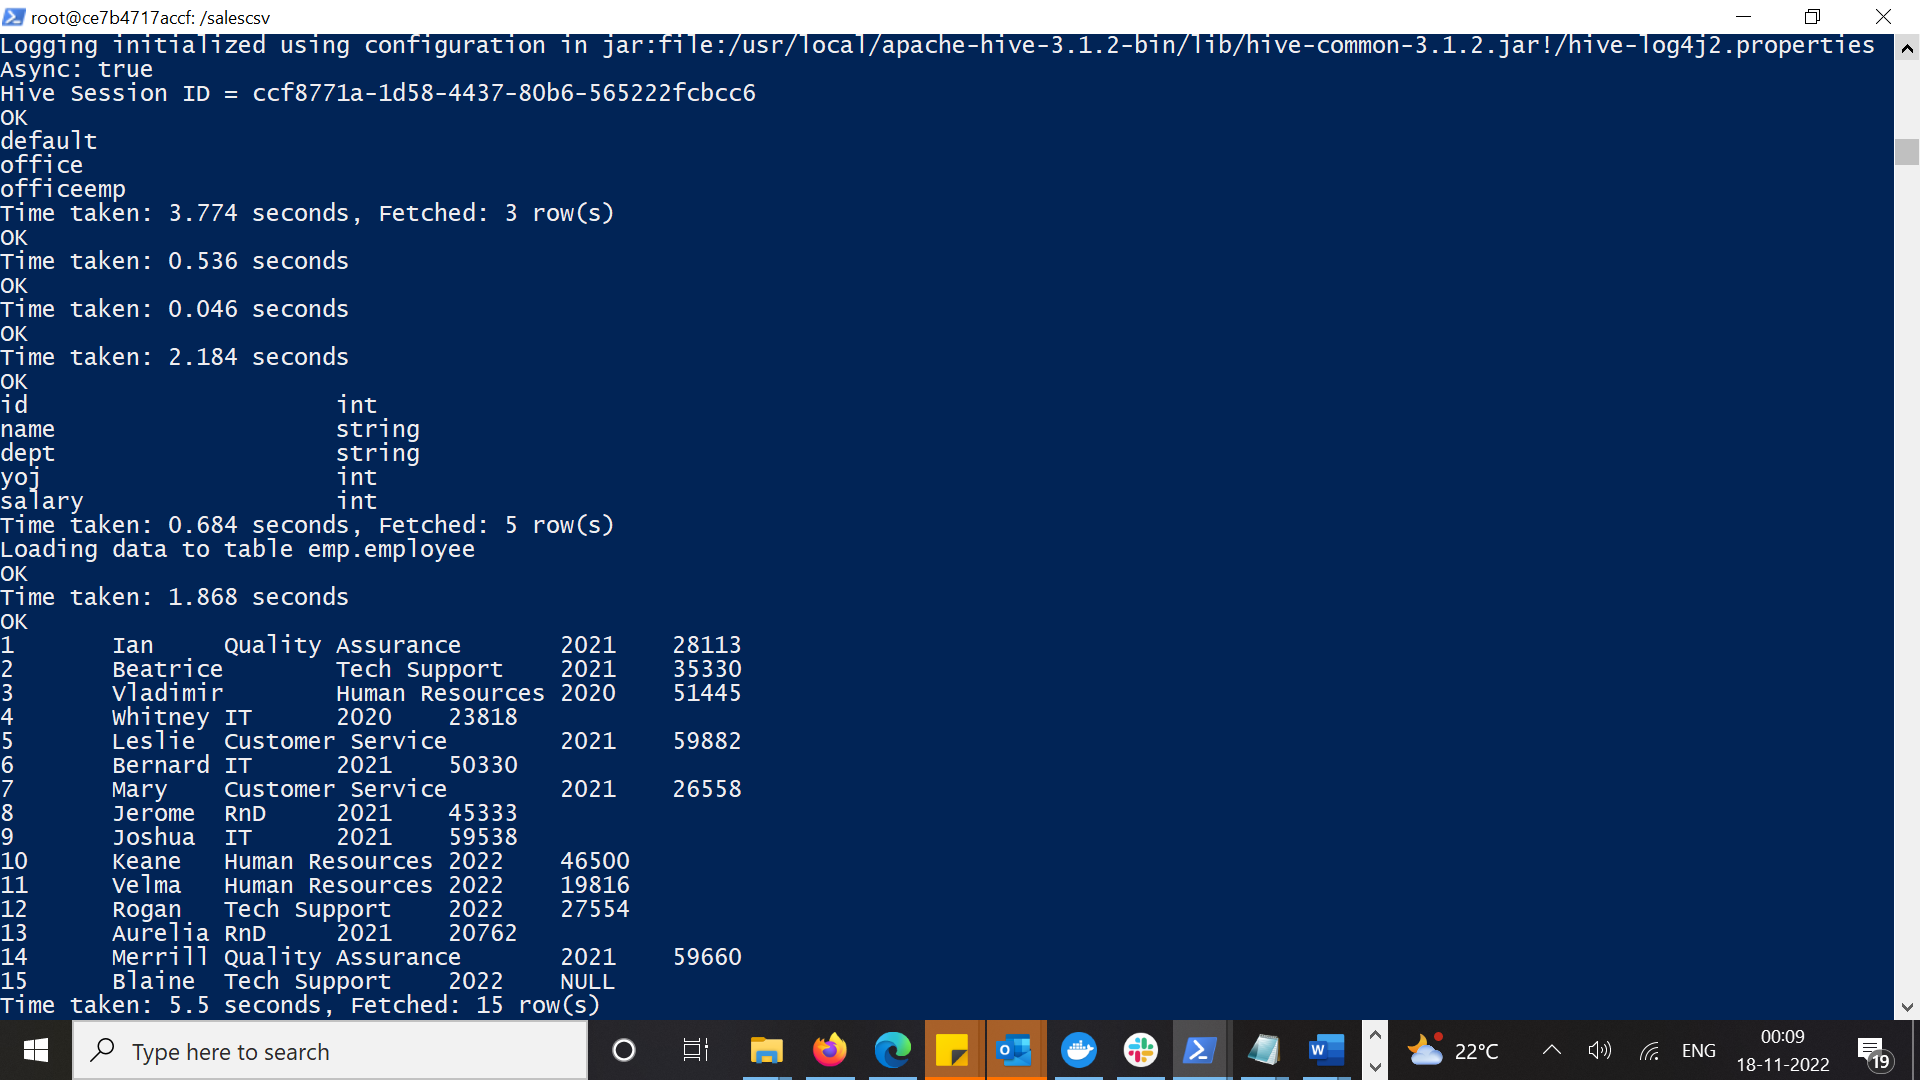 root@ce7b4717accf: /salescsv
Logging initialized using configuration in jar:file:/usr/local/apache-hive-3.1.2-bin/lib/hive-common-3.1.2.jar!/hive-log4j2.properties
Async: true
Hive Session ID = ccf8771a-1d58-4437-80b6-565222fcbcc6
OK
default
office
officeemp
Time taken: 3.774 seconds, Fetched: 3 row(s)
OK
Time taken: 0.536 seconds
OK
Time taken: 0.046 seconds
OK
Time taken: 2.184 seconds
OK
id int
name string
dept string
yoj int
salary int
Time taken: 0.684 seconds, Fetched: 5 row(s)
Loading data to table emp.employee
OK
Time taken: 1.868 seconds
OK
1 Ian Quality Assurance 2021 28113
2 Beatrice Tech Support 2021 35330
3 Vladimir Human Resources 2020 51445
4 Whitney IT 2020 23818
5 Leslie Customer Service 2021 59882
6 Bernard IT 2021 50330
7 Mary Customer Service 2021 26558
8 Jerome RnD 2021 45333
9 Joshua IT 2021 59538
10 Keane Human Resources 2022 46500
11 Velma Human Resources 2022 19816
12 Rogan Tech Support 2022 27554
13 Aurelia RnD 2021 20762
14 Merrill Quality Assurance 2021 59660
15 Blaine Tech Support 2022 NULL
Time taken: 5.5 seconds, Fetched: 15 row(s)
Type here to search
22°C
ENG
00:09
18-11-2022
19